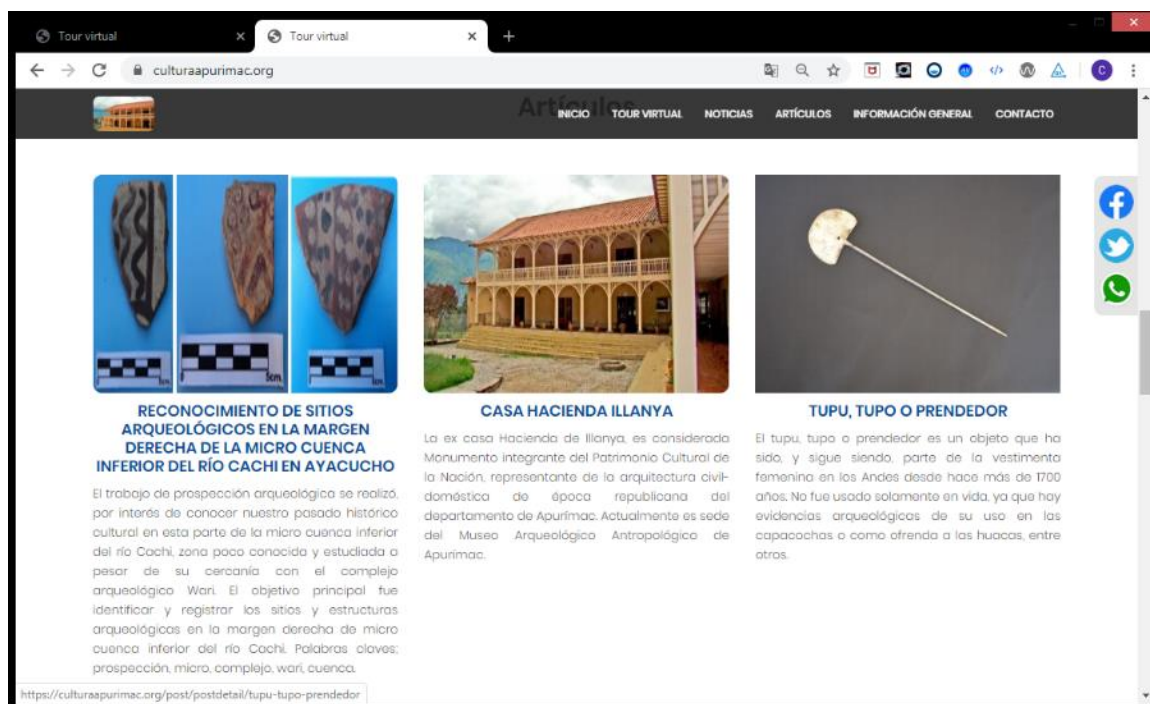 Tour virtual
Tour virtual
culturaapurimac.org
C
Artículos
INICIO TOUR VIRTUAL NOTICIAS ARTÍCULOS INFORMACIÓN GENERAL CONTACTO
5cm.
RECONOCIMIENTO DE SITIOS
ARQUEOLÓGICOS EN LA MARGEN
DERECHA DE LA MICRO CUENCA
INFERIOR DEL RÍO CACHI EN AYACUCHO
El trabajo de prospección arqueológica se realizó,
por interés de conocer nuestro pasado histórico
cultural en esta parte de la micro cuenca inferior
del río Cachi, zona poco conocida y estudiada a
pesar de su cercanía con el complejo
arqueológico Wari. El objetivo principal fue
identificar y registrar los sitios y estructuras
arqueológicas en la margen derecha de micro
cuenca inferior del río Cachi. Palabras claves:
prospección, micro, complejo, wari, cuenca.
CASA HACIENDA ILLANYA
La ex casa Hacienda de Illanya, es considerada
Monumento integrante del Patrimonio Cultural de
la Nación, representante de la arquitectura civil-
doméstica de época republicana del
departamento de Apurímac. Actualmente es sede
del Museo Arqueológico Antropológico de
Apurimac.
TUPU, TUPO O PRENDEDOR
El tupu, tupo o prendedor es un objeto que ha
sido, y sigue siendo, parte de la vestimenta
femenina en los Andes desde hace más de 1700
años. No fue usado solamente en vida, ya que hay
evidencias arqueológicas de su uso en las
capacochas o como ofrenda a las huacas, entre
otros.
https://culturaapurimac.org/post/postdetail/tupu-tupo-prendedor